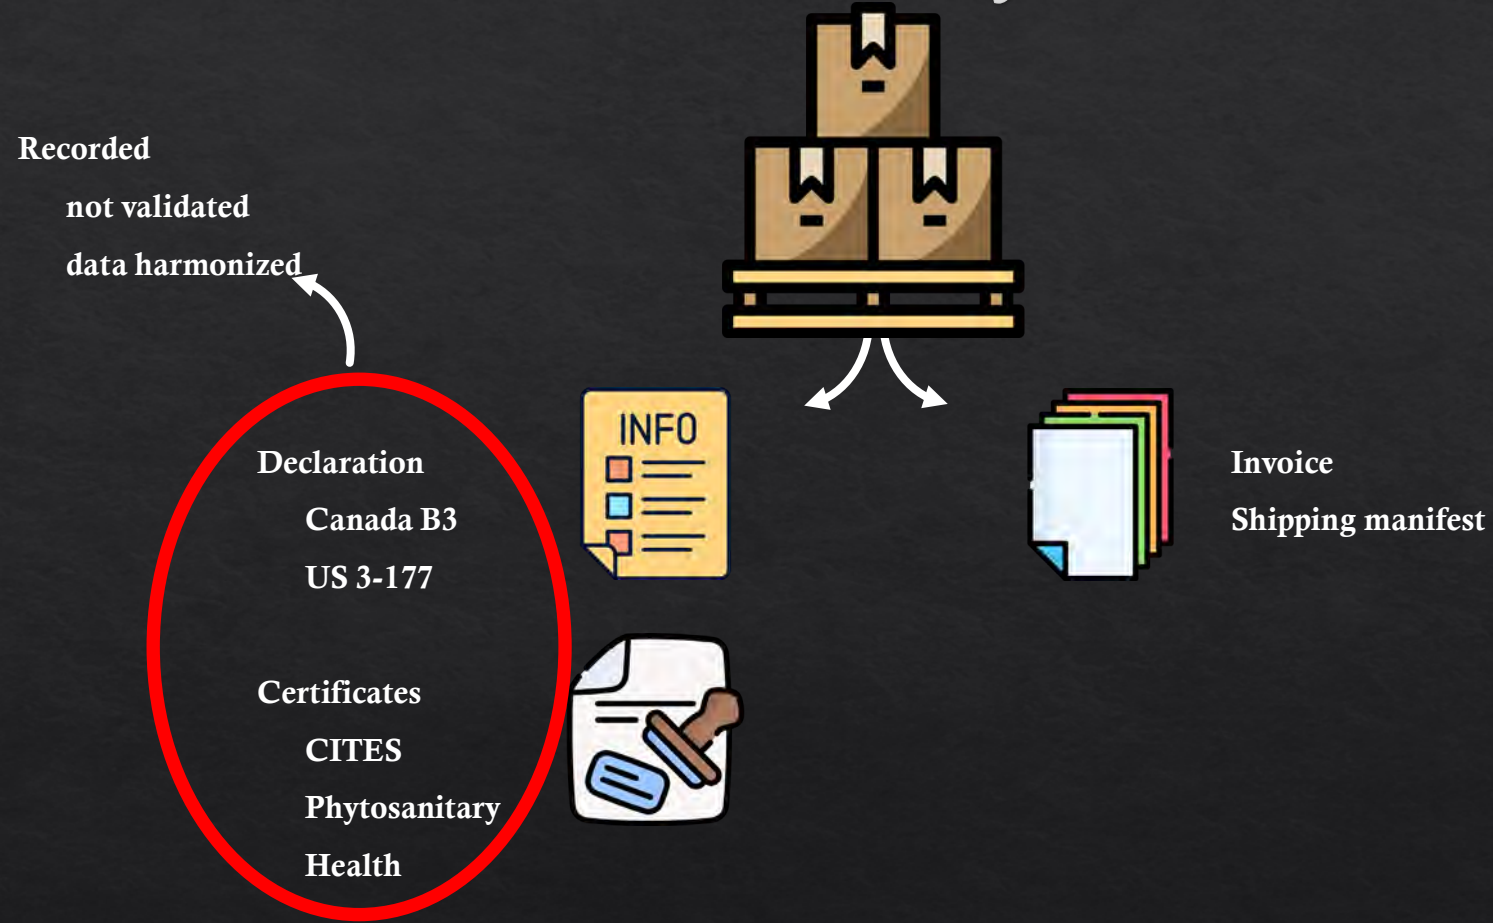 Recorded
not validated
data harmonized
INFO
Declaration
Canada B3
US 3-177
Certificates
CITES
Phytosanitary
Health
Invoice
Shipping manifest